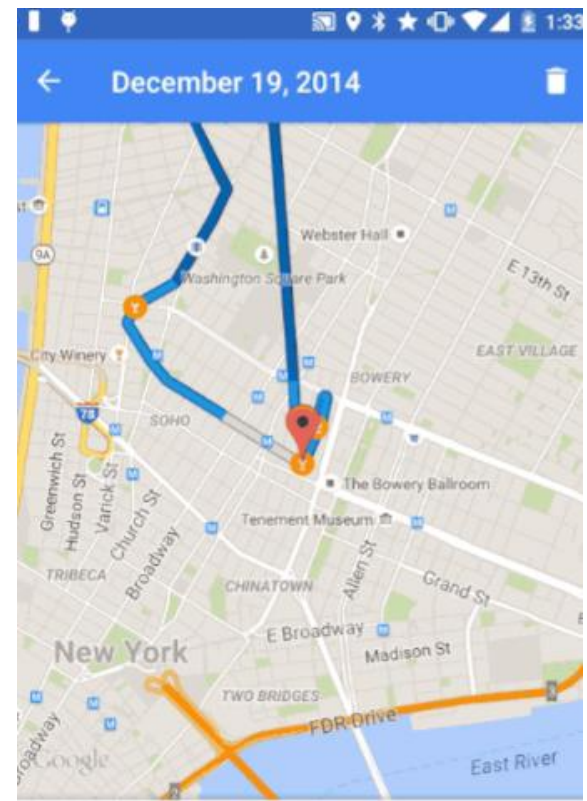 1:33
December 19, 2014
Webster Hall
9A
Washington Square Park
E 13th St
City Winery
EAST VILLAGE
BOWERY
78
SOHO
Greenwich St
Hudson St
Varick St
Church St
Broadway
The Bowery Ballroom
Tenement Museum
Allen St
TRIBECA
CHINATOWN
Grand St
E Broadway
Madison St
New York
TWO BRIDGES
FDR Drive
East River
Google